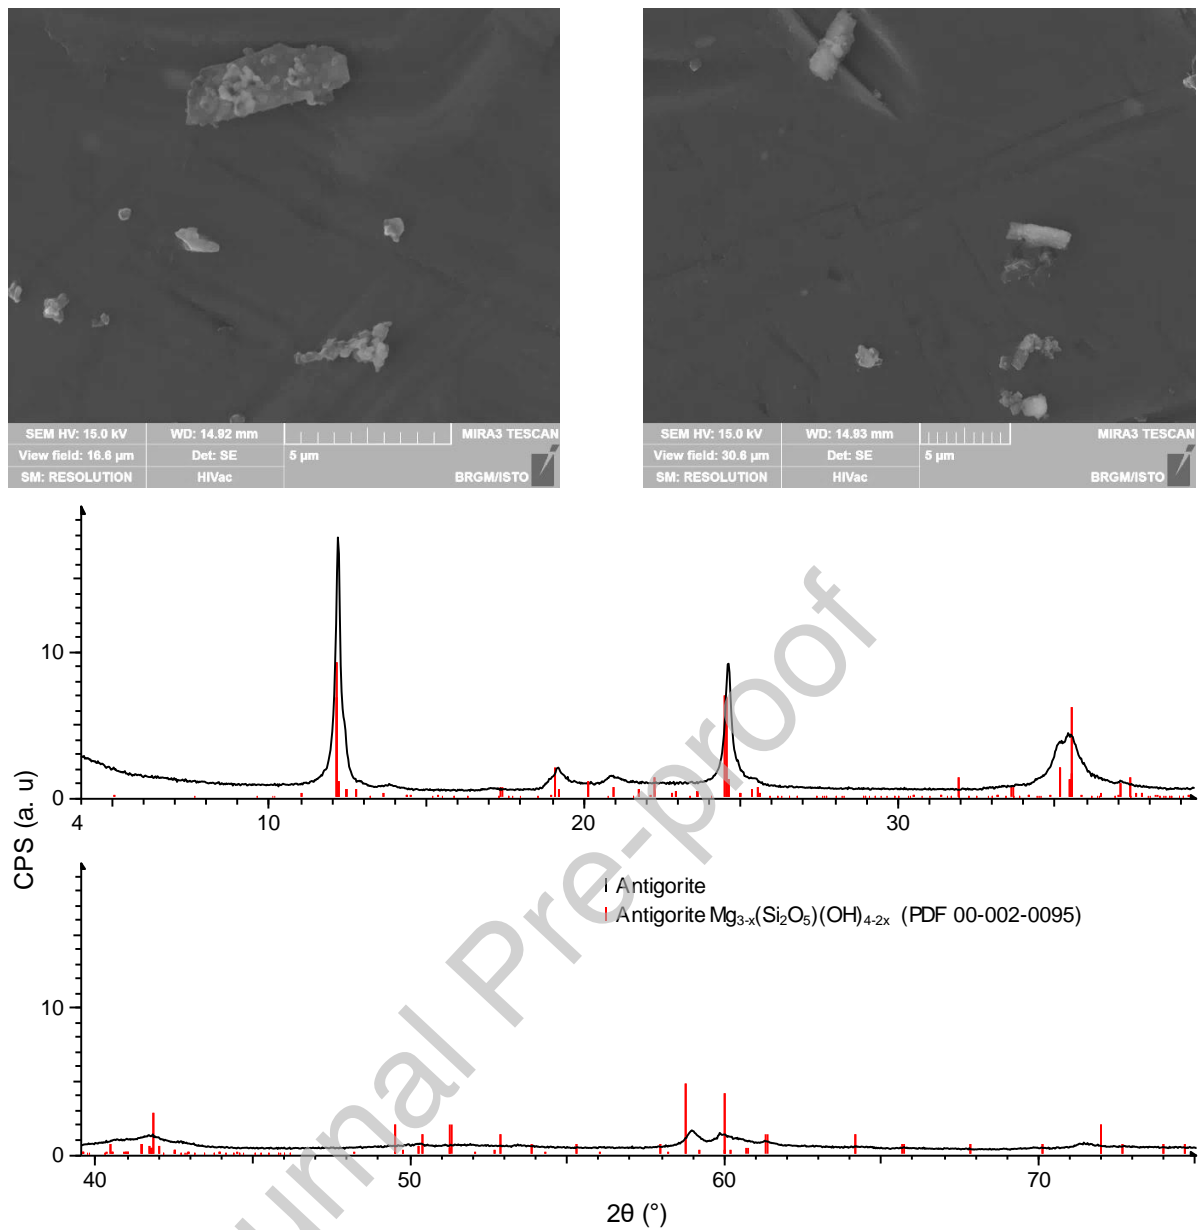 SEM HV: 15.0 kV WD: 14.92 mm MIRA3 TESCAN
View field: 16.6 µm Det: SE 5 µm
SM: RESOLUTION HIVac BRGM/ISTO
SEM HV: 15.0 kV WD: 14.93 mm MIRA3 TESCAN
View field: 30.6 µm Det: SE 5 µm
SM: RESOLUTION HIVac BRGM/ISTO
10
0
4 10 20 30
CPS (a. u)
Antigorite
Antigorite Mg3-x(Si2O5)(OH)4-2x (PDF 00-002-0095)
10
0
40 50 60 70
2θ (°)
urnal Pre-proof